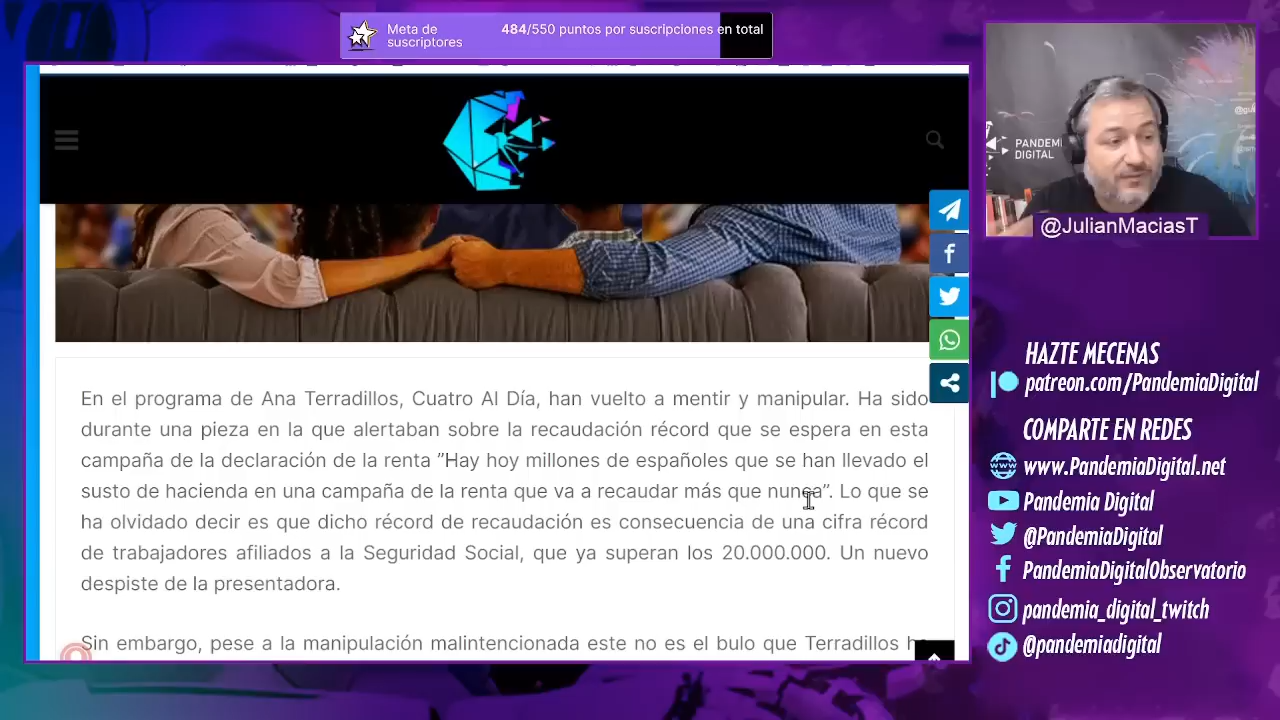 Meta de
suscriptores
484/550 puntos por suscripciones en total
PANDEMI
DIGITAL
@JulianMaciasT
En el programa de Ana Terradillos, Cuatro Al Día, han vuelto a mentir y manipular. Ha sido
durante una pieza en la que alertaban sobre la recaudación récord que se espera en esta
campaña de la declaración de la renta ”Hay hoy millones de españoles que se han llevado el
susto de hacienda en una campaña de la renta que va a recaudar más que nunca”. Lo que se
ha olvidado decir es que dicho récord de recaudación es consecuencia de una cifra récord
de trabajadores afiliados a la Seguridad Social, que ya superan los 20.000.000. Un nuevo
despiste de la presentadora.
Sin embargo, pese a la manipulación malintencionada este no es el bulo que Terradillos
HAZTE MECENAS
patreon.com/PandemiaDigital
COMPARTE EN REDES
www.PandemiaDigital.net
Pandemia Digital
@PandemiaDigital
PandemiaDigitalObservatorio
pandemia_digital_twitch
@pandemiadigital